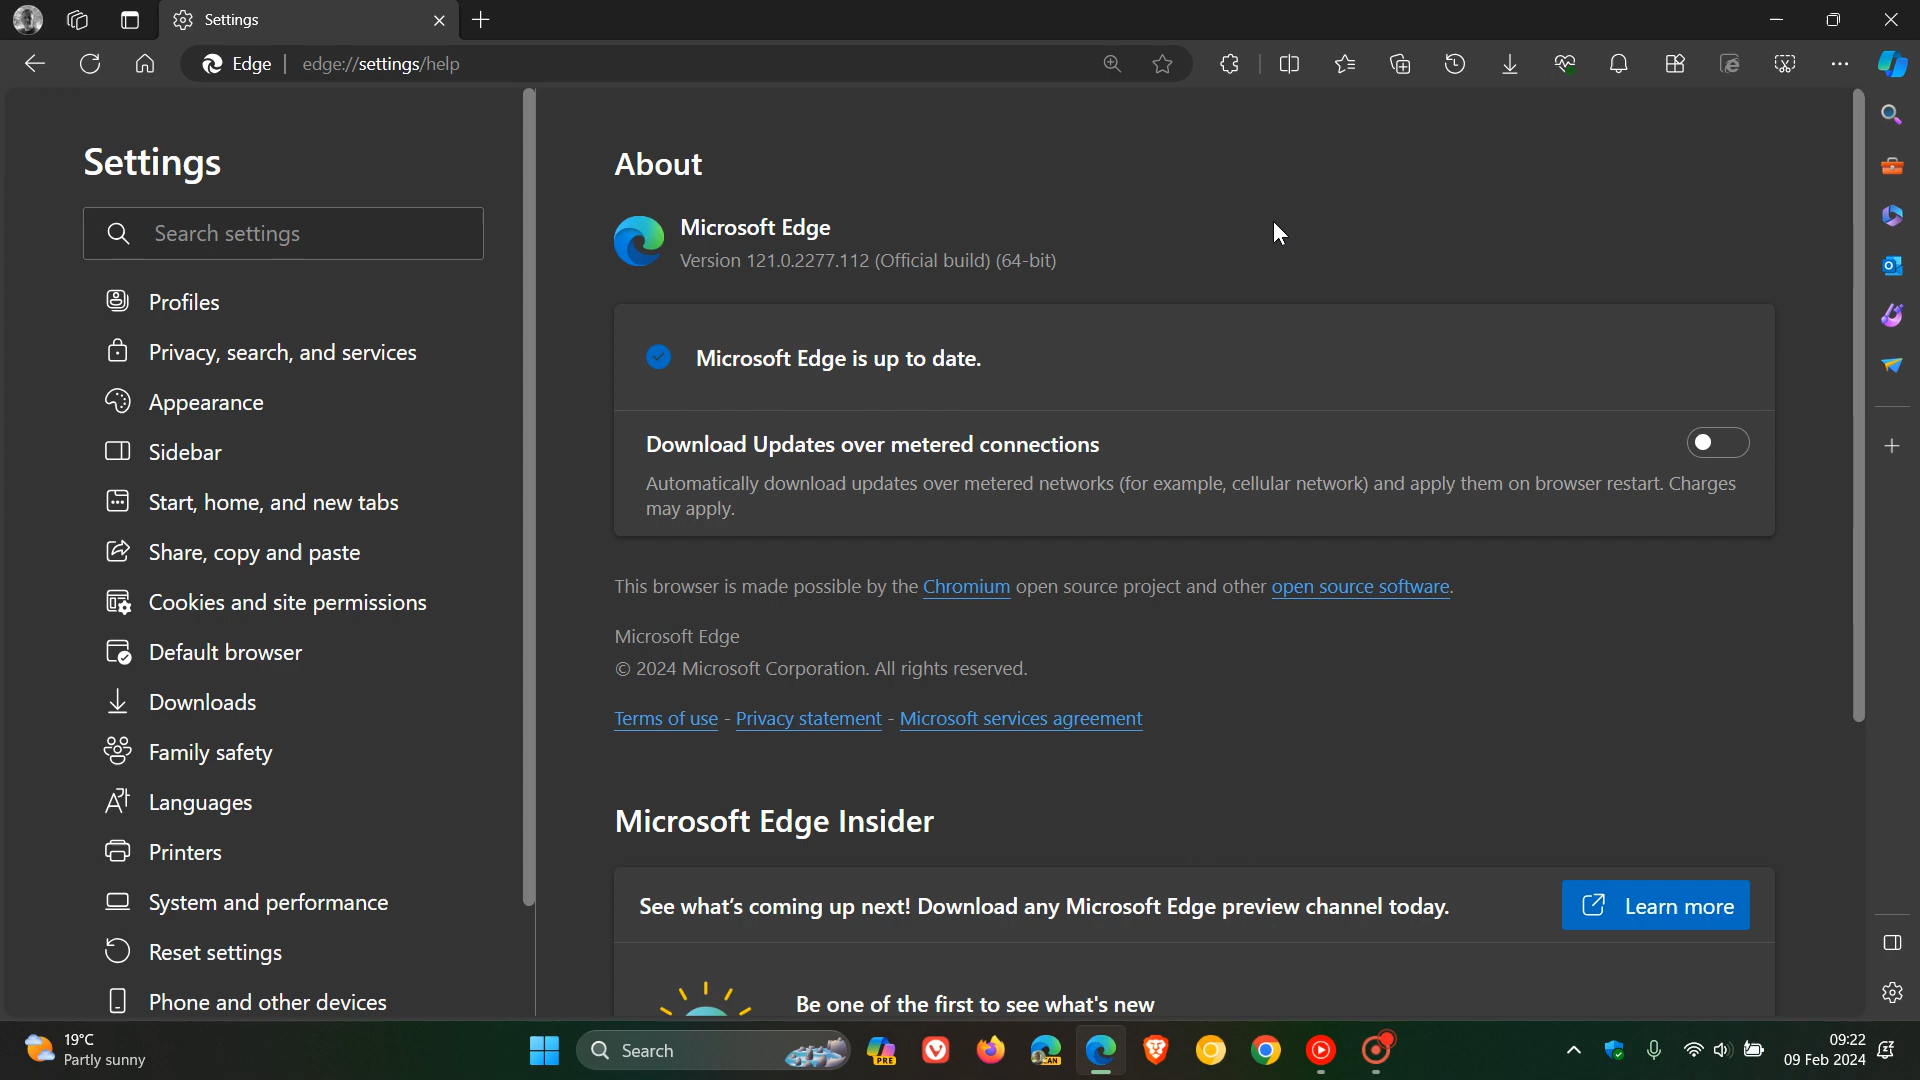 Settings
Edge
edge://settings/help
Settings
Search settings
Profiles
Privacy, search, and services
Appearance
Sidebar
Start, home, and new tabs
Share, copy and paste
Cookies and site permissions
Default browser
Downloads
Family safety
Languages
Printers
System and performance
Reset settings
Phone and other devices
About
Microsoft Edge
Version 121.0.2277.112 (Official build) (64-bit)
Microsoft Edge is up to date.
Download Updates over metered connections
Automatically download updates over metered networks (for example, cellular network) and apply them on browser restart. Charges
may apply.
This browser is made possible by the Chromium open source project and other open source software.
Microsoft Edge
© 2024 Microsoft Corporation. All rights reserved.
Terms of use - Privacy statement - Microsoft services agreement
Microsoft Edge Insider
See what's coming up next! Download any Microsoft Edge preview channel today.
Learn more
Be one of the first to see what's new
19°C
Partly sunny
Search
PRE
CAN
09:22
09 Feb 2024